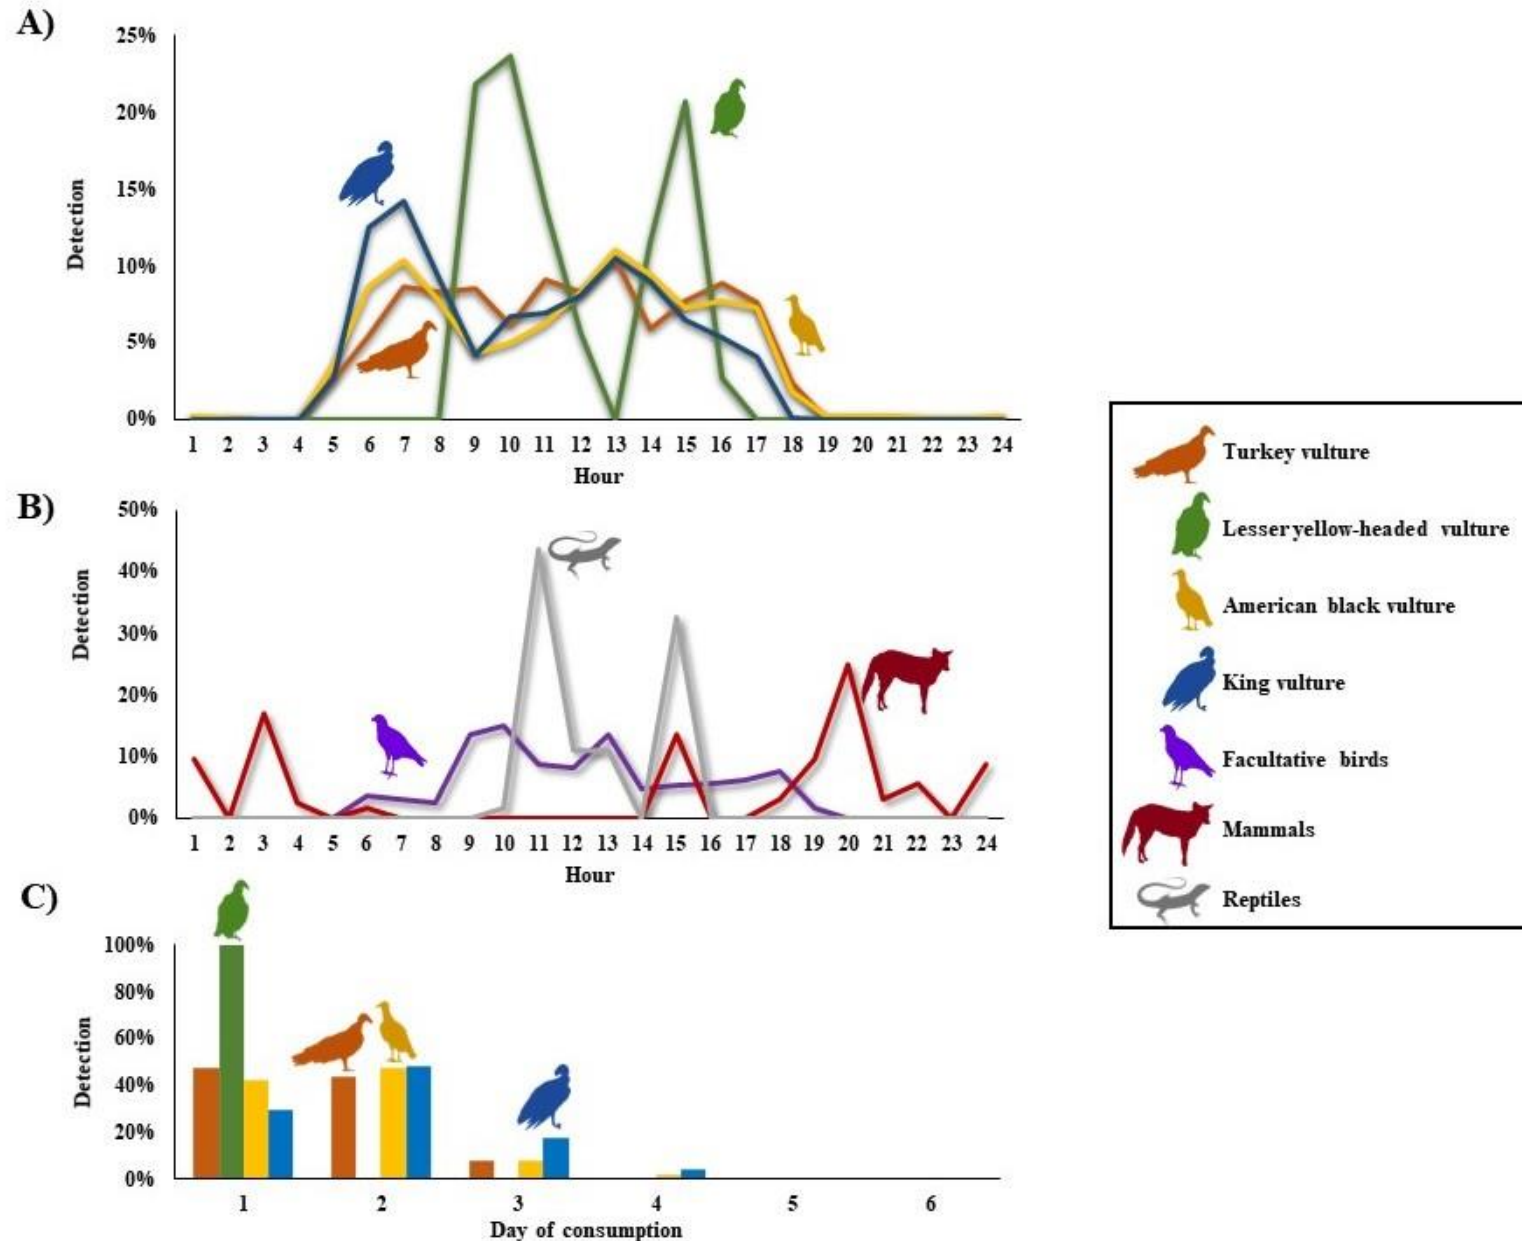 A)
25%
20%
15%
10%
5%
0%
Detection
1 2 3 4 5 6 7 8 9 10 11 12 13 14 15 16 17 18 19 20 21 22 23 24
Hour
B)
50%
40%
30%
20%
10%
0%
Detection
1 2 3 4 5 6 7 8 9 10 11 12 13 14 15 16 17 18 19 20 21 22 23 24
Hour
C)
100%
80%
60%
40%
20%
0%
Detection
1 2 3 4 5 6
Day of consumption
Turkey vulture
Lesser yellow-headed vulture
American black vulture
King vulture
Facultative birds
Mammals
Reptiles